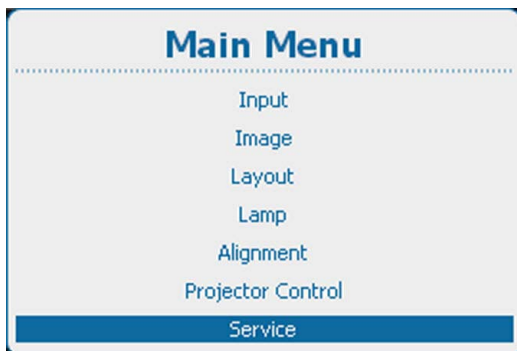 Main Menu
Input
Image
Layout
Lamp
Alignment
Projector Control
Service